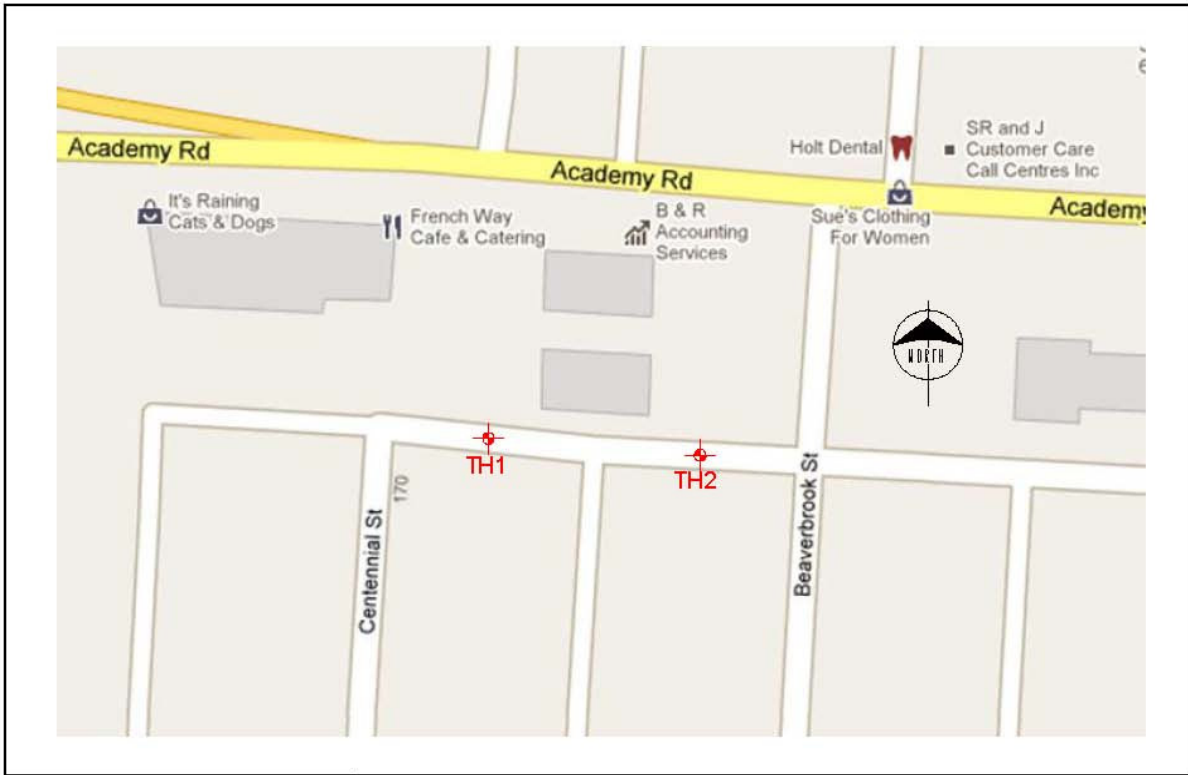 Academy Rd
Academy Rd
Academy
Holt Dental
SR and J
Customer Care
Call Centres Inc
It's Raining
Cats & Dogs
French Way
Cafe & Catering
B & R
Accounting
Services
Sue's Clothing
For Women
NORTH
TH1
TH2
170
Centennial St
Beaverbrook St